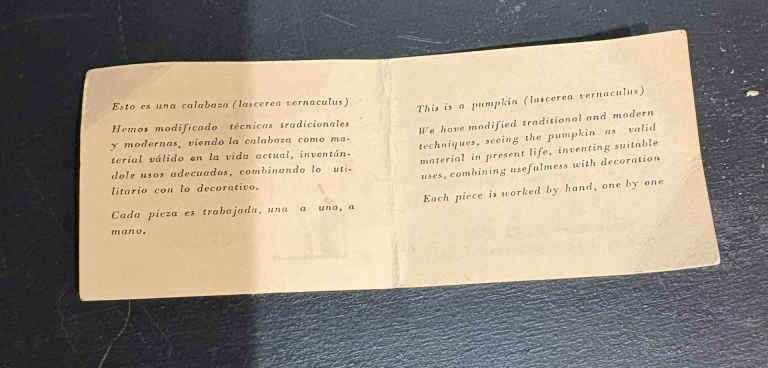 Esto es una calabaza (lascerea vernaculus)
Hemos modificado técnicas tradicionales
y modernas, viendo la calabaza como ma-
terial válido en la vida actual, inventán-
dole usos adecuados, combinando lo uti-
litario con lo decorativo.
Cada pieza es trabajada, una a una, a
mano.
This is a pumpkin (lascerea vernaculus)
We have modified traditional and modern
techniques, seeing the pumpkin as valid
material in present life, inventing suitable
uses, combining usefulmess with decoration
Each piece is worked by hand, one by one